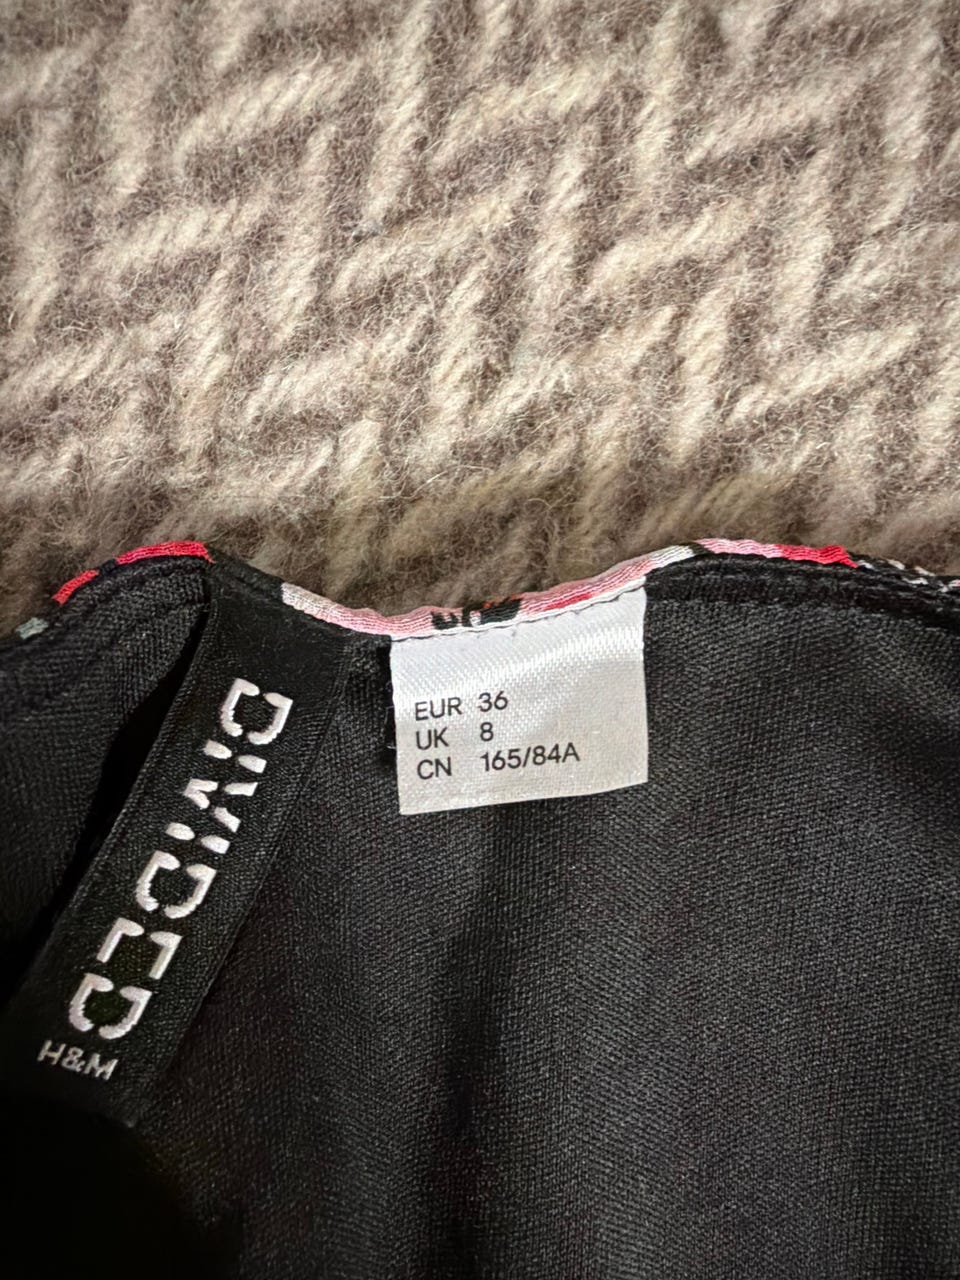 DIVIDED
H&M
EUR 36
UK 8
CN 165/84A